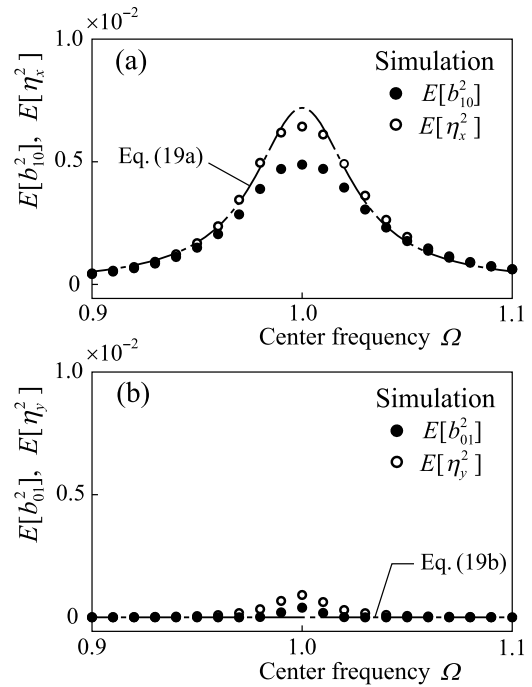 1.0 ×10⁻²
(a)
Simulation
● E[b²₁₀]
○ E[η²ₓ]
Eq. (19a)
E[b²₁₀], E[η²ₓ]
0.5
0
0.9 1.0 1.1
Center frequency Ω
1.0 ×10⁻²
(b)
Simulation
● E[b²₀₁]
○ E[η²_y]
E[b²₀₁], E[η²_y]
0.5
Eq. (19b)
0
0.9 1.0 1.1
Center frequency Ω